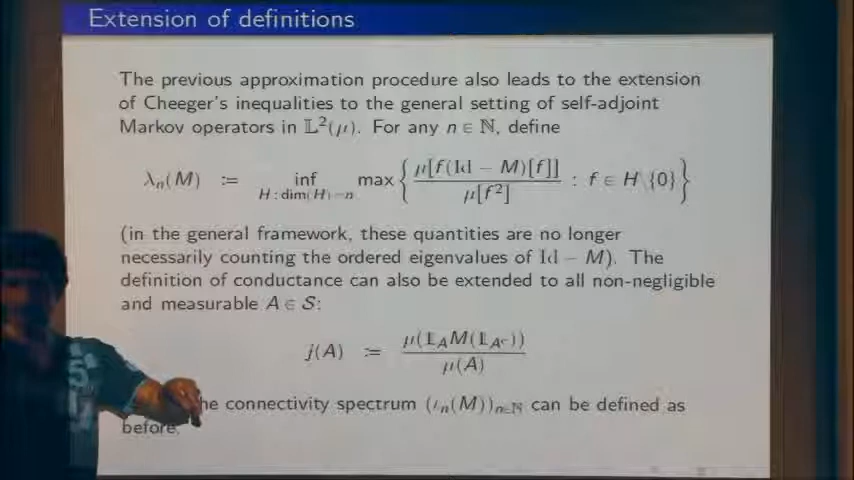 Extension of definitions
The previous approximation procedure also leads to the extension
of Cheeger's inequalities to the general setting of self-adjoint
Markov operators in 𝕃²(μ). For any n ∈ ℕ, define
λₙ(M) := inf_{H : dim(H)=n} max { μ[f(Id − M)[f]] / μ[f²] : f ∈ H\{0} }
(in the general framework, these quantities are no longer
necessarily counting the ordered eigenvalues of Id − M). The
definition of conductance can also be extended to all non-negligible
and measurable A ∈ 𝒮:
j(A) := μ(𝟙_A M(𝟙_{A^c})) / μ(A)
he connectivity spectrum (ιₙ(M))_{n∈ℕ} can be defined as
before.